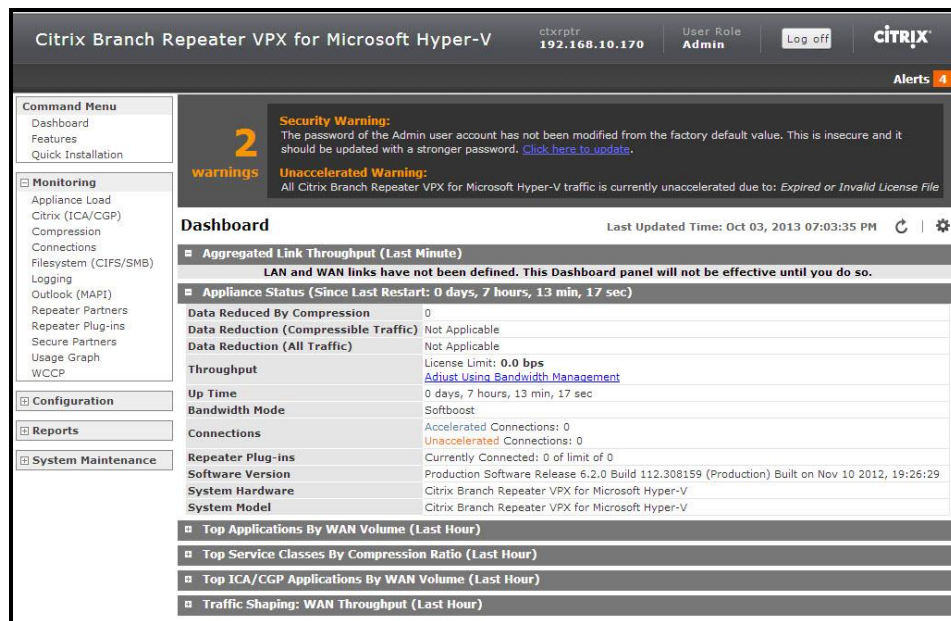 Citrix Branch Repeater VPX for Microsoft Hyper-V
ctxrptr
192.168.10.170
User Role
Admin
Log off
CITRIX
Alerts 4
Command Menu
Dashboard
Features
Quick Installation
Monitoring
Appliance Load
Citrix (ICA/CGP)
Compression
Connections
Filesystem (CIFS/SMB)
Logging
Outlook (MAPI)
Repeater Partners
Repeater Plug-ins
Secure Partners
Usage Graph
WCCP
Configuration
Reports
System Maintenance
2
warnings
Security Warning:
The password of the Admin user account has not been modified from the factory default value. This is insecure and it
should be updated with a stronger password. Click here to update.
Unaccelerated Warning:
All Citrix Branch Repeater VPX for Microsoft Hyper-V traffic is currently unaccelerated due to: Expired or Invalid License File
Dashboard
Last Updated Time: Oct 03, 2013 07:03:35 PM
Aggregated Link Throughput (Last Minute)
LAN and WAN links have not been defined. This Dashboard panel will not be effective until you do so.
Appliance Status (Since Last Restart: 0 days, 7 hours, 13 min, 17 sec)
Data Reduced By Compression 0
Data Reduction (Compressible Traffic) Not Applicable
Data Reduction (All Traffic) Not Applicable
Throughput
License Limit: 0.0 bps
Adjust Using Bandwidth Management
Up Time 0 days, 7 hours, 13 min, 17 sec
Bandwidth Mode Softboost
Connections
Accelerated Connections: 0
Unaccelerated Connections: 0
Repeater Plug-ins Currently Connected: 0 of limit of 0
Software Version Production Software Release 6.2.0 Build 112.308159 (Production) Built on Nov 10 2012, 19:26:29
System Hardware Citrix Branch Repeater VPX for Microsoft Hyper-V
System Model Citrix Branch Repeater VPX for Microsoft Hyper-V
Top Applications By WAN Volume (Last Hour)
Top Service Classes By Compression Ratio (Last Hour)
Top ICA/CGP Applications By WAN Volume (Last Hour)
Traffic Shaping: WAN Throughput (Last Hour)